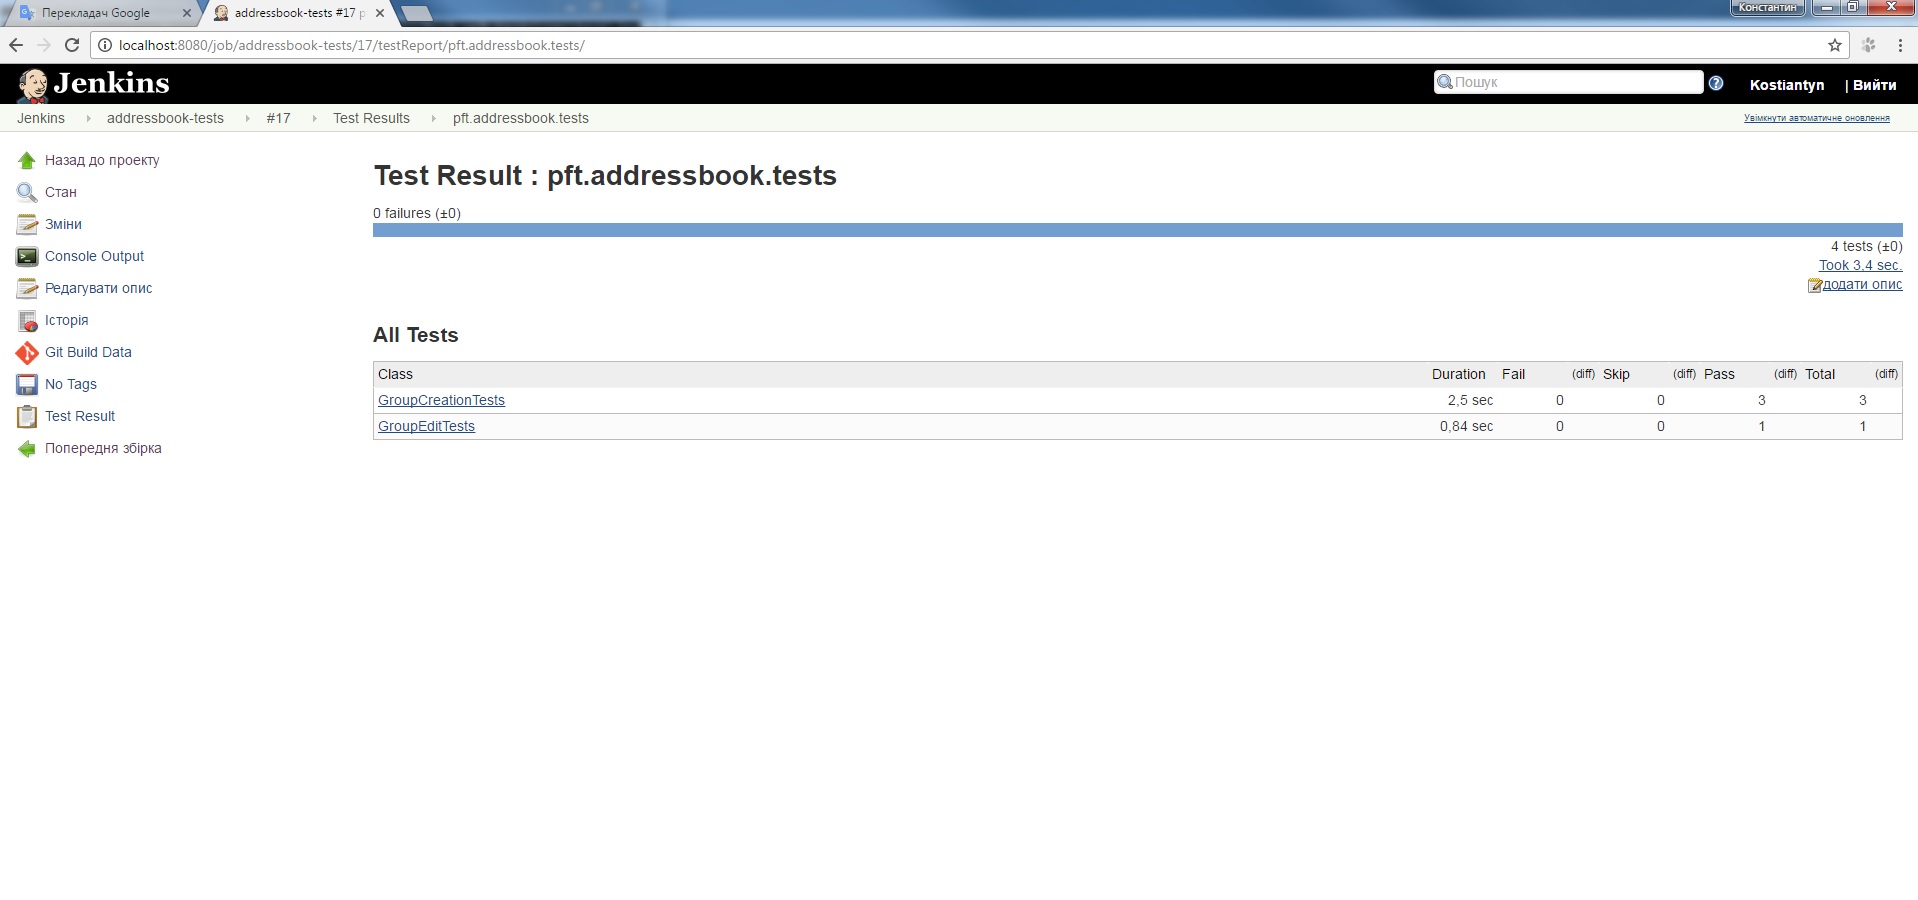 Перекладач Google
addressbook-tests #17 p
Константин
localhost:8080/job/addressbook-tests/17/testReport/pft.addressbook.tests/
Jenkins
Пошук
Kostiantyn
| Вийти
Jenkins addressbook-tests #17 Test Results pft.addressbook.tests
Увімкнути автоматичне оновлення
Назад до проекту
Стан
Зміни
Console Output
Редагувати опис
Історія
Git Build Data
No Tags
Test Result
Попередня збірка
Test Result : pft.addressbook.tests
0 failures (±0)
4 tests (±0)
Took 3,4 sec.
додати опис
All Tests
Class Duration Fail (diff) Skip (diff) Pass (diff) Total (diff)
GroupCreationTests 2,5 sec 0 0 3 3
GroupEditTests 0,84 sec 0 0 1 1